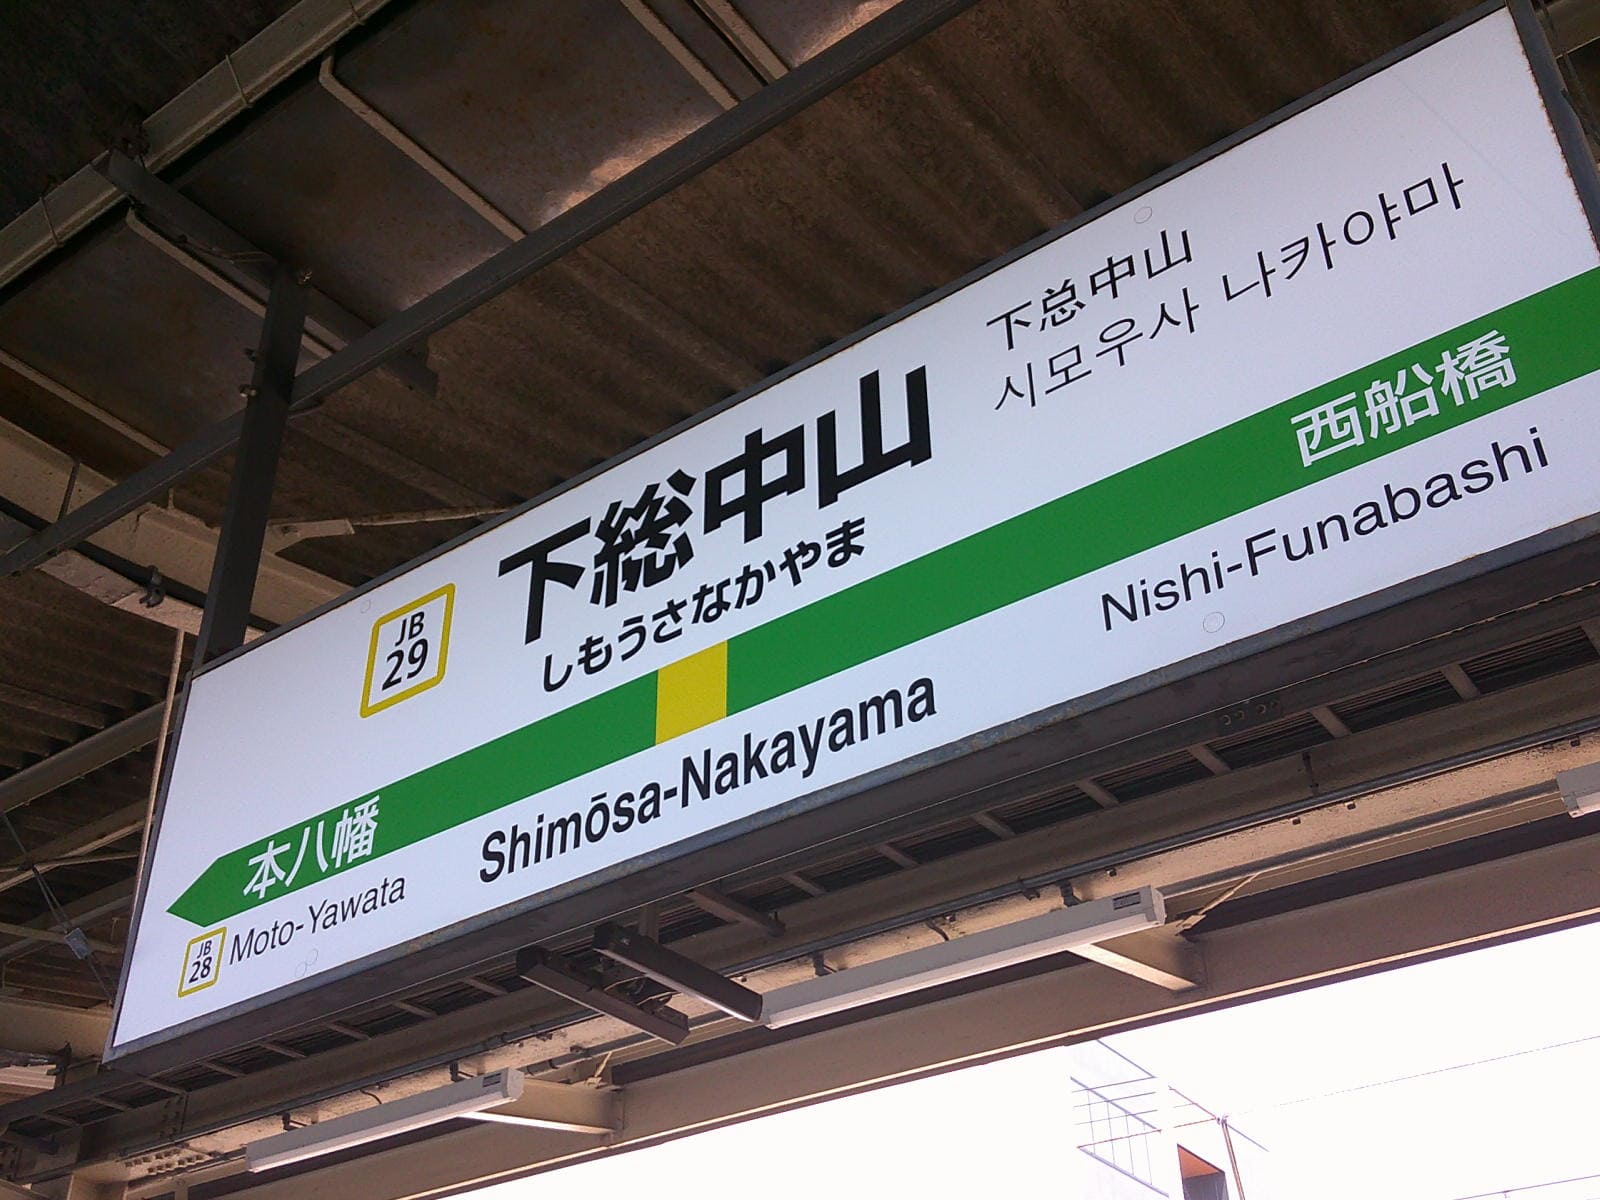 下总中山
시모우사 나카야마
JB
29
下総中山
しもうさなかやま
本八幡
西船橋
JB
28
Moto-Yawata
Shimōsa-Nakayama
Nishi-Funabashi